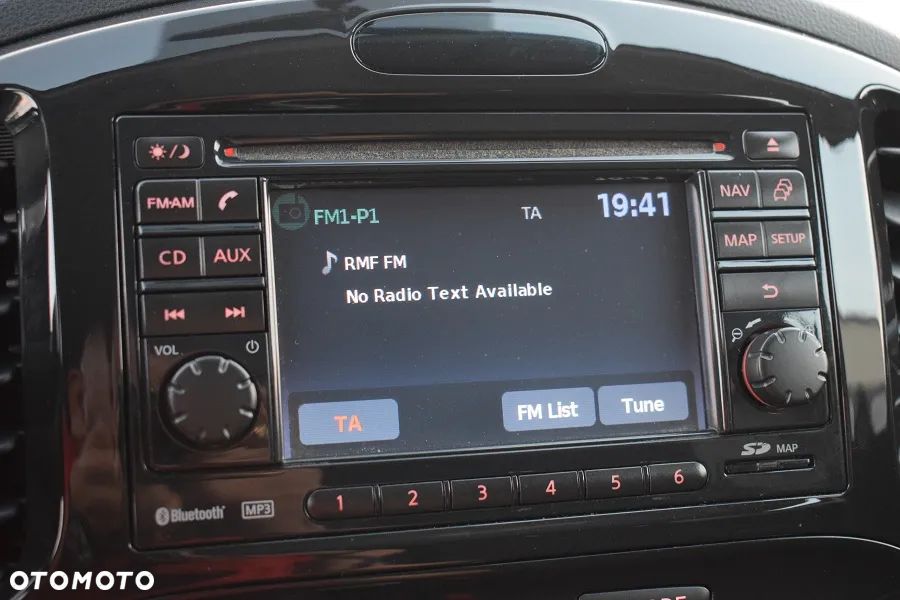 FM·AM
CD AUX
VOL
FM1-P1 TA 19:41
RMF FM
No Radio Text Available
TA FM List Tune
NAV
MAP SETUP
SD MAP
1 2 3 4 5 6
Bluetooth® MP3
OTOMOTO